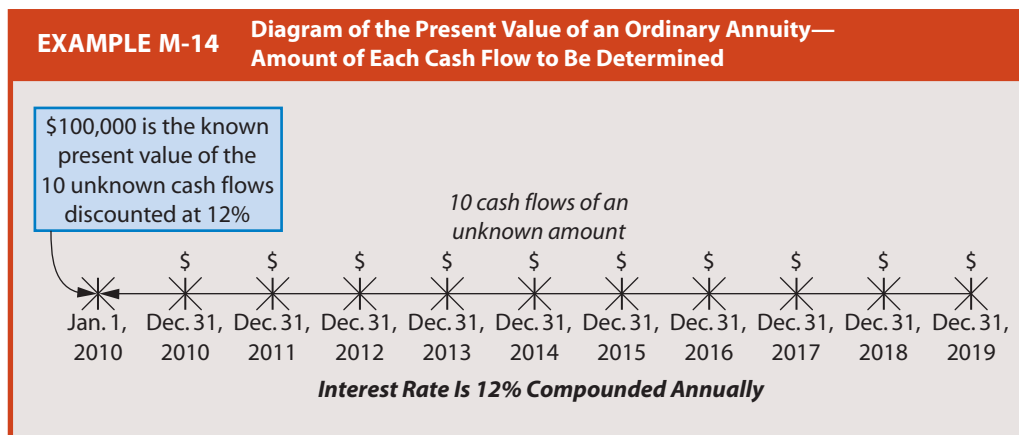 EXAMPLE M-14
Diagram of the Present Value of an Ordinary Annuity—
Amount of Each Cash Flow to Be Determined
$100,000 is the known
present value of the
10 unknown cash flows
discounted at 12%
10 cash flows of an
unknown amount
$ $ $ $ $ $ $ $ $ $
Jan. 1, Dec. 31, Dec. 31, Dec. 31, Dec. 31, Dec. 31, Dec. 31, Dec. 31, Dec. 31, Dec. 31, Dec. 31,
2010 2010 2011 2012 2013 2014 2015 2016 2017 2018 2019
Interest Rate Is 12% Compounded Annually